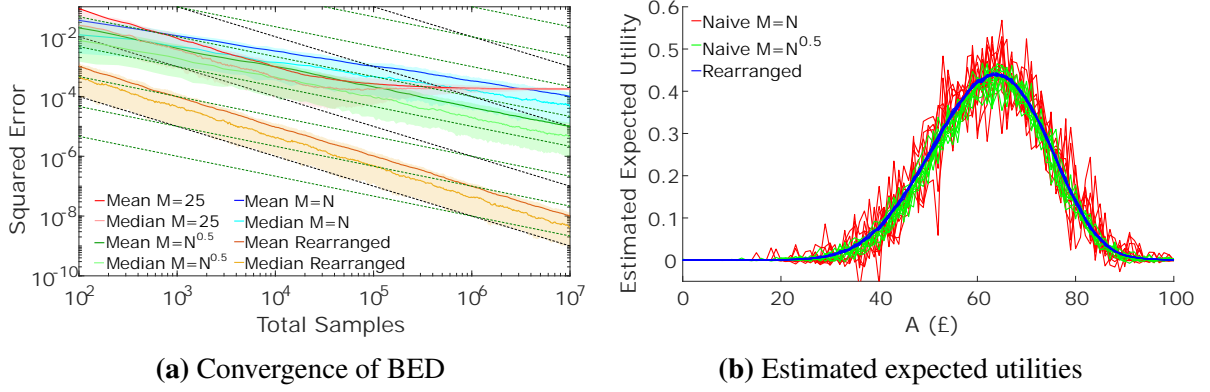 Squared Error
10^-2
10^-4
10^-6
10^-8
10^-10
Mean M=25
Median M=25
Mean M=N^0.5
Median M=N^0.5
Mean M=N
Median M=N
Mean Rearranged
Median Rearranged
10^2 10^3 10^4 10^5 10^6 10^7
Total Samples
(a) Convergence of BED
Estimated Expected Utility
0.6
0.5
0.4
0.3
0.2
0.1
0
Naive M=N
Naive M=N^0.5
Rearranged
0 20 40 60 80 100
A (£)
(b) Estimated expected utilities